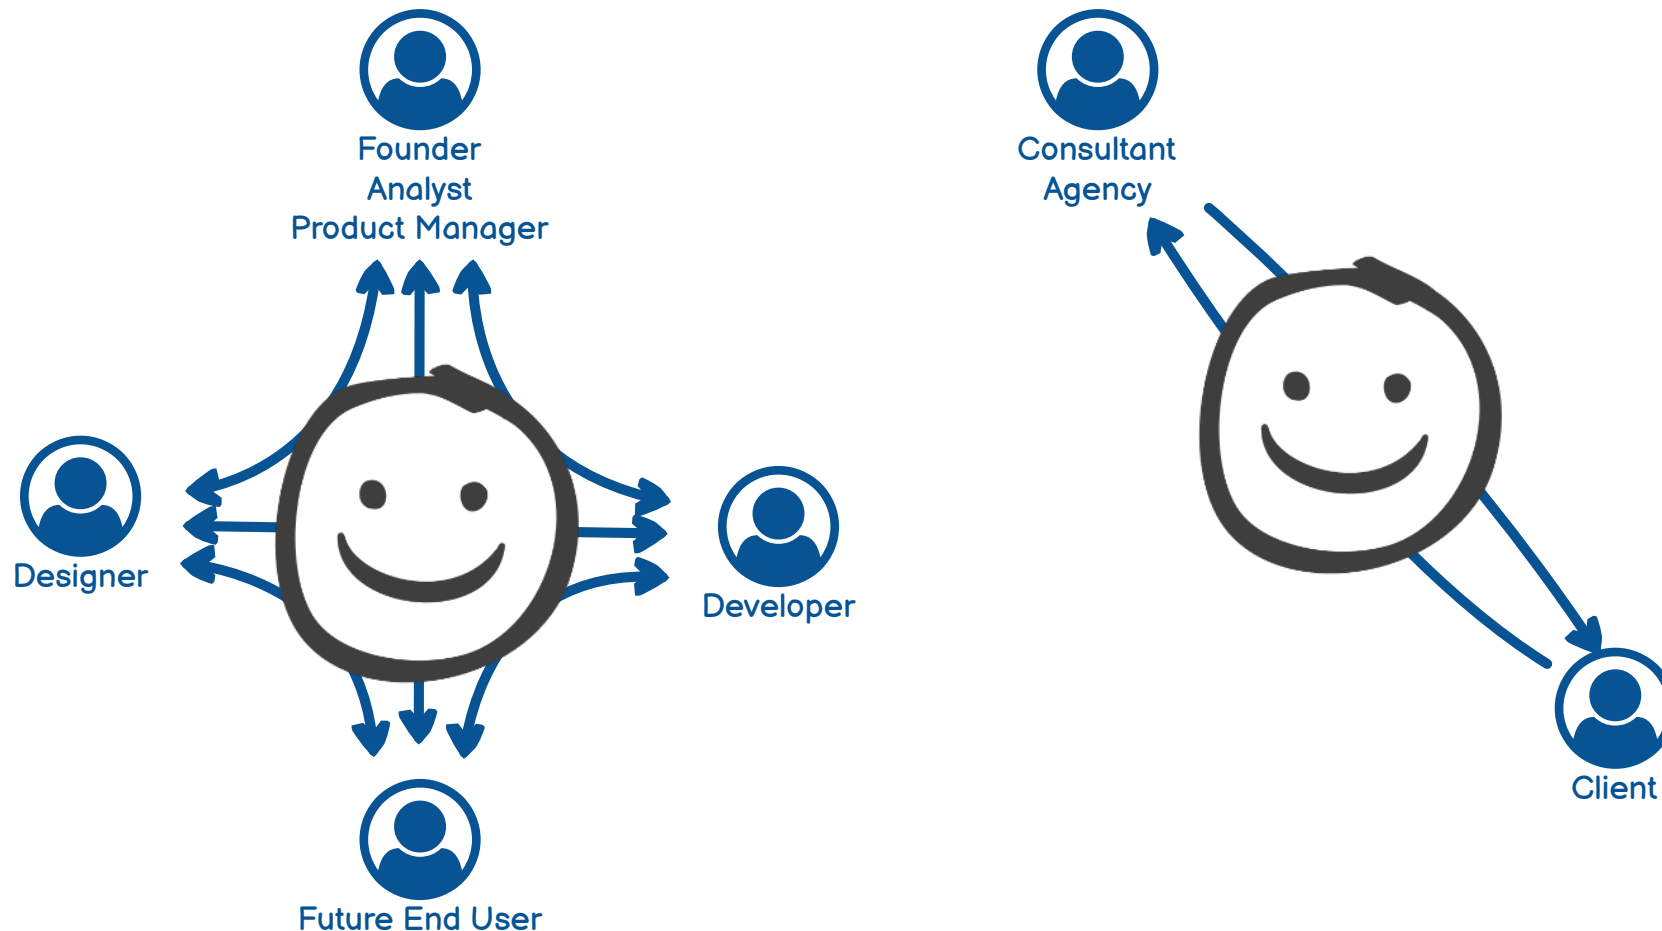 Founder
Analyst
Product Manager
Designer
Developer
Future End User
Consultant
Agency
Client